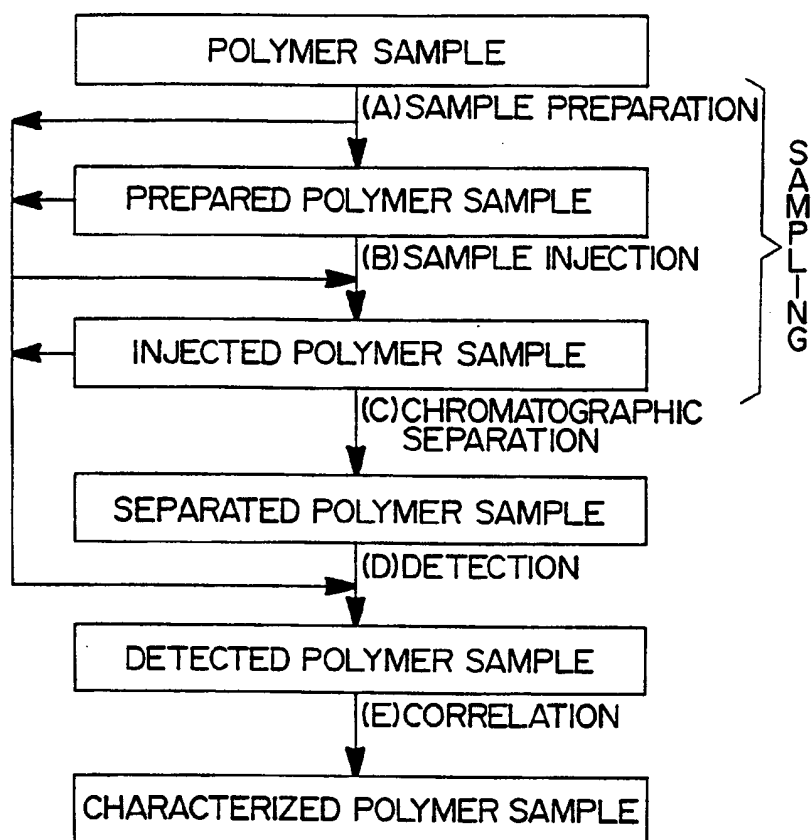 POLYMER SAMPLE
(A) SAMPLE PREPARATION
PREPARED POLYMER SAMPLE
(B) SAMPLE INJECTION
INJECTED POLYMER SAMPLE
(C) CHROMATOGRAPHIC
SEPARATION
SEPARATED POLYMER SAMPLE
(D) DETECTION
DETECTED POLYMER SAMPLE
(E) CORRELATION
CHARACTERIZED POLYMER SAMPLE
SAMPLING